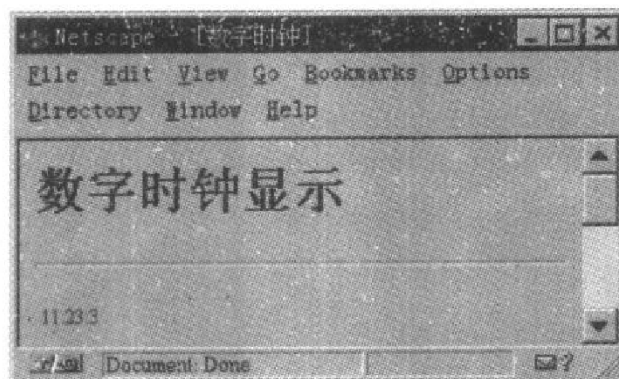 Netscape - [数字时钟]
File Edit View Go Bookmarks Options
Directory Window Help
数字时钟显示
11:23:3
Document: Done
?